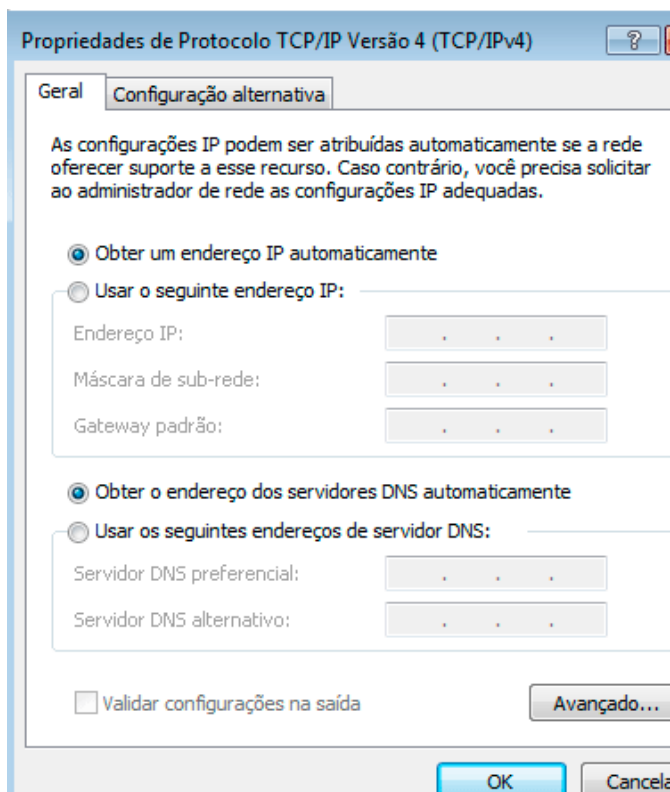 Propriedades de Protocolo TCP/IP Versão 4 (TCP/IPv4)
?
Geral
Configuração alternativa
As configurações IP podem ser atribuídas automaticamente se a rede
oferecer suporte a esse recurso. Caso contrário, você precisa solicitar
ao administrador de rede as configurações IP adequadas.
Obter um endereço IP automaticamente
Usar o seguinte endereço IP:
Endereço IP: . . .
Máscara de sub-rede: . . .
Gateway padrão: . . .
Obter o endereço dos servidores DNS automaticamente
Usar os seguintes endereços de servidor DNS:
Servidor DNS preferencial: . . .
Servidor DNS alternativo: . . .
Validar configurações na saída
Avançado...
OK
Cancela